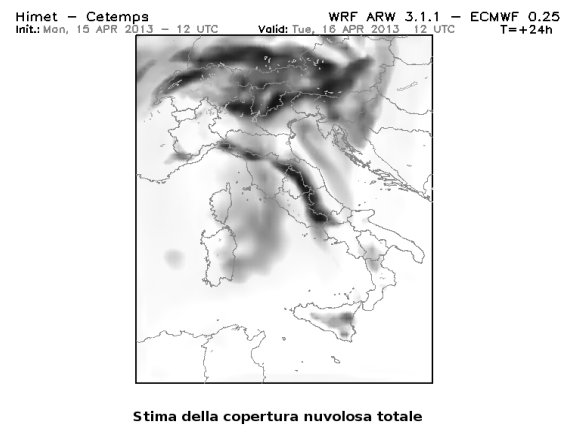 Himet – Cetemps WRF ARW 3.1.1 – ECMWF 0.25
Init.: Mon, 15 APR 2013 – 12 UTC Valid: Tue, 16 APR 2013 12 UTC T=+24h
Stima della copertura nuvolosa totale